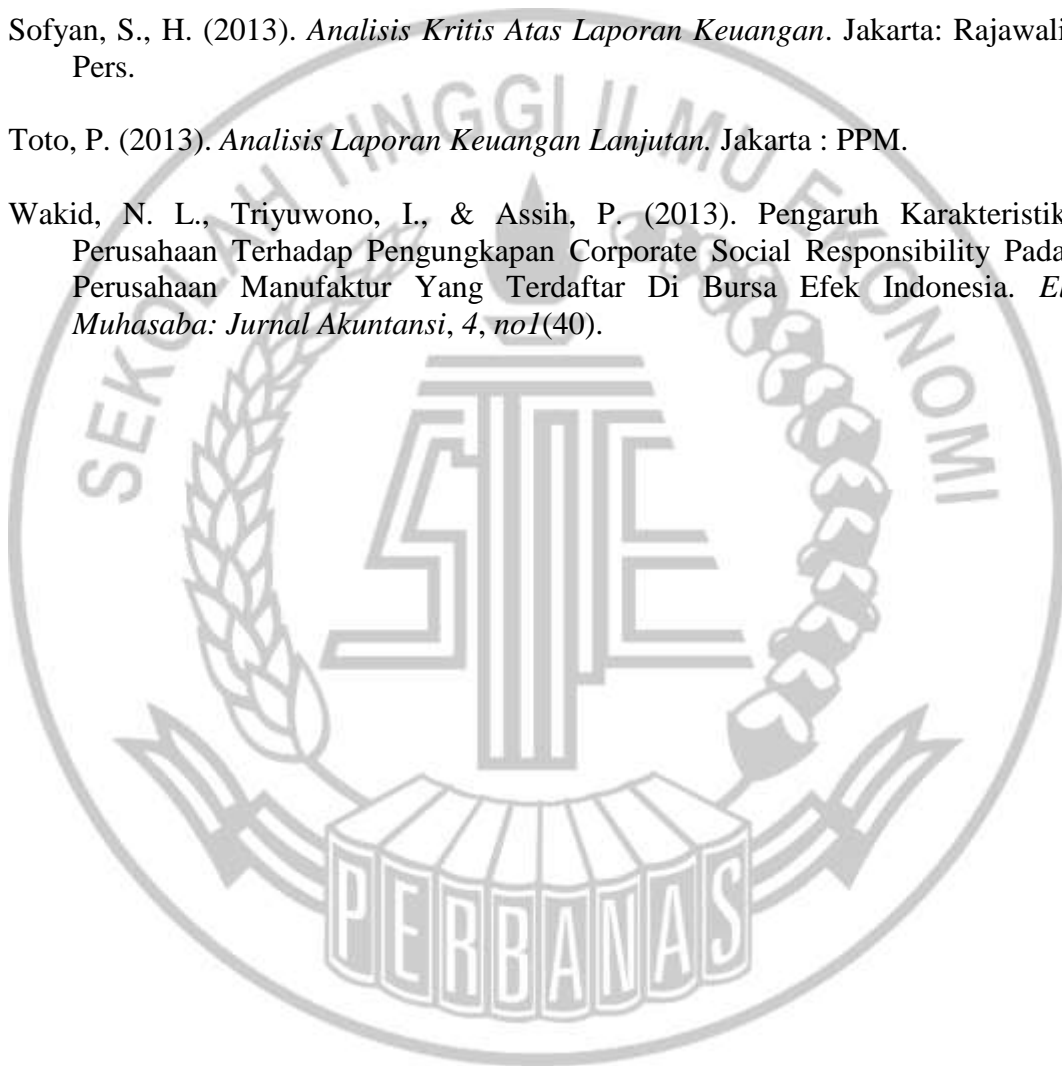 Sofyan, S., H. (2013). Analisis Kritis Atas Laporan Keuangan. Jakarta: Rajawali
Pers.
Toto, P. (2013). Analisis Laporan Keuangan Lanjutan. Jakarta : PPM.
Wakid, N. L., Triyuwono, I., & Assih, P. (2013). Pengaruh Karakteristik
Perusahaan Terhadap Pengungkapan Corporate Social Responsibility Pada
Perusahaan Manufaktur Yang Terdaftar Di Bursa Efek Indonesia. El
Muhasaba: Jurnal Akuntansi, 4, no1(40).
SEKOLAH TINGGI ILMU EKONOMI
STIE
PERBANAS